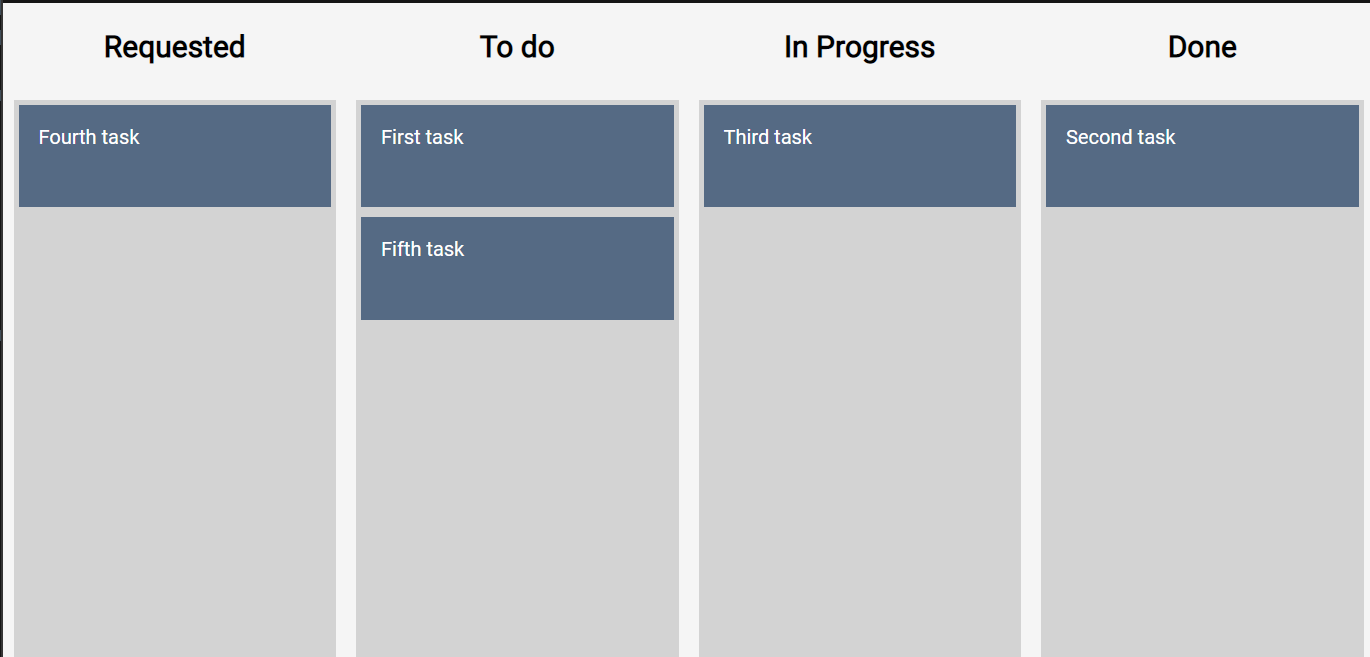 Requested
To do
In Progress
Done
Fourth task
First task
Third task
Second task
Fifth task